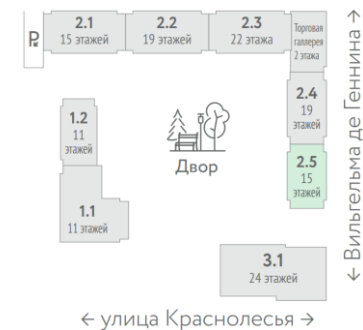 2.1
15 этажей
2.2
19 этажей
2.3
22 этажа
Торговая
галлерея
2 этажа
P
2.4
19
этажей
1.2
11
этажей
Двор
2.5
15
этажей
1.1
11 этажей
3.1
24 этажей
← Вильгельма де Геннина →
← улица Краснолесья →